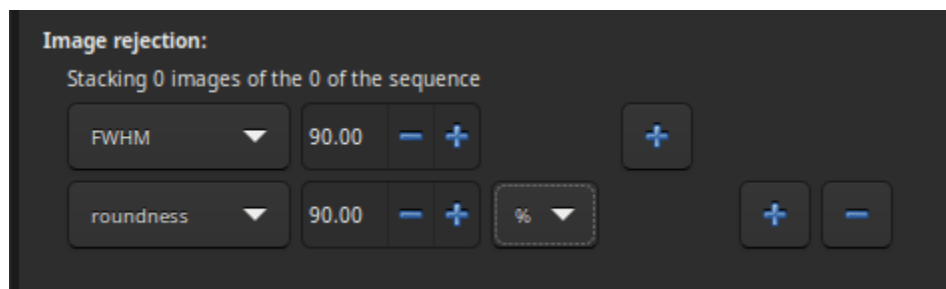 Image rejection:
Stacking 0 images of the 0 of the sequence
FWHM 90.00
roundness 90.00 %